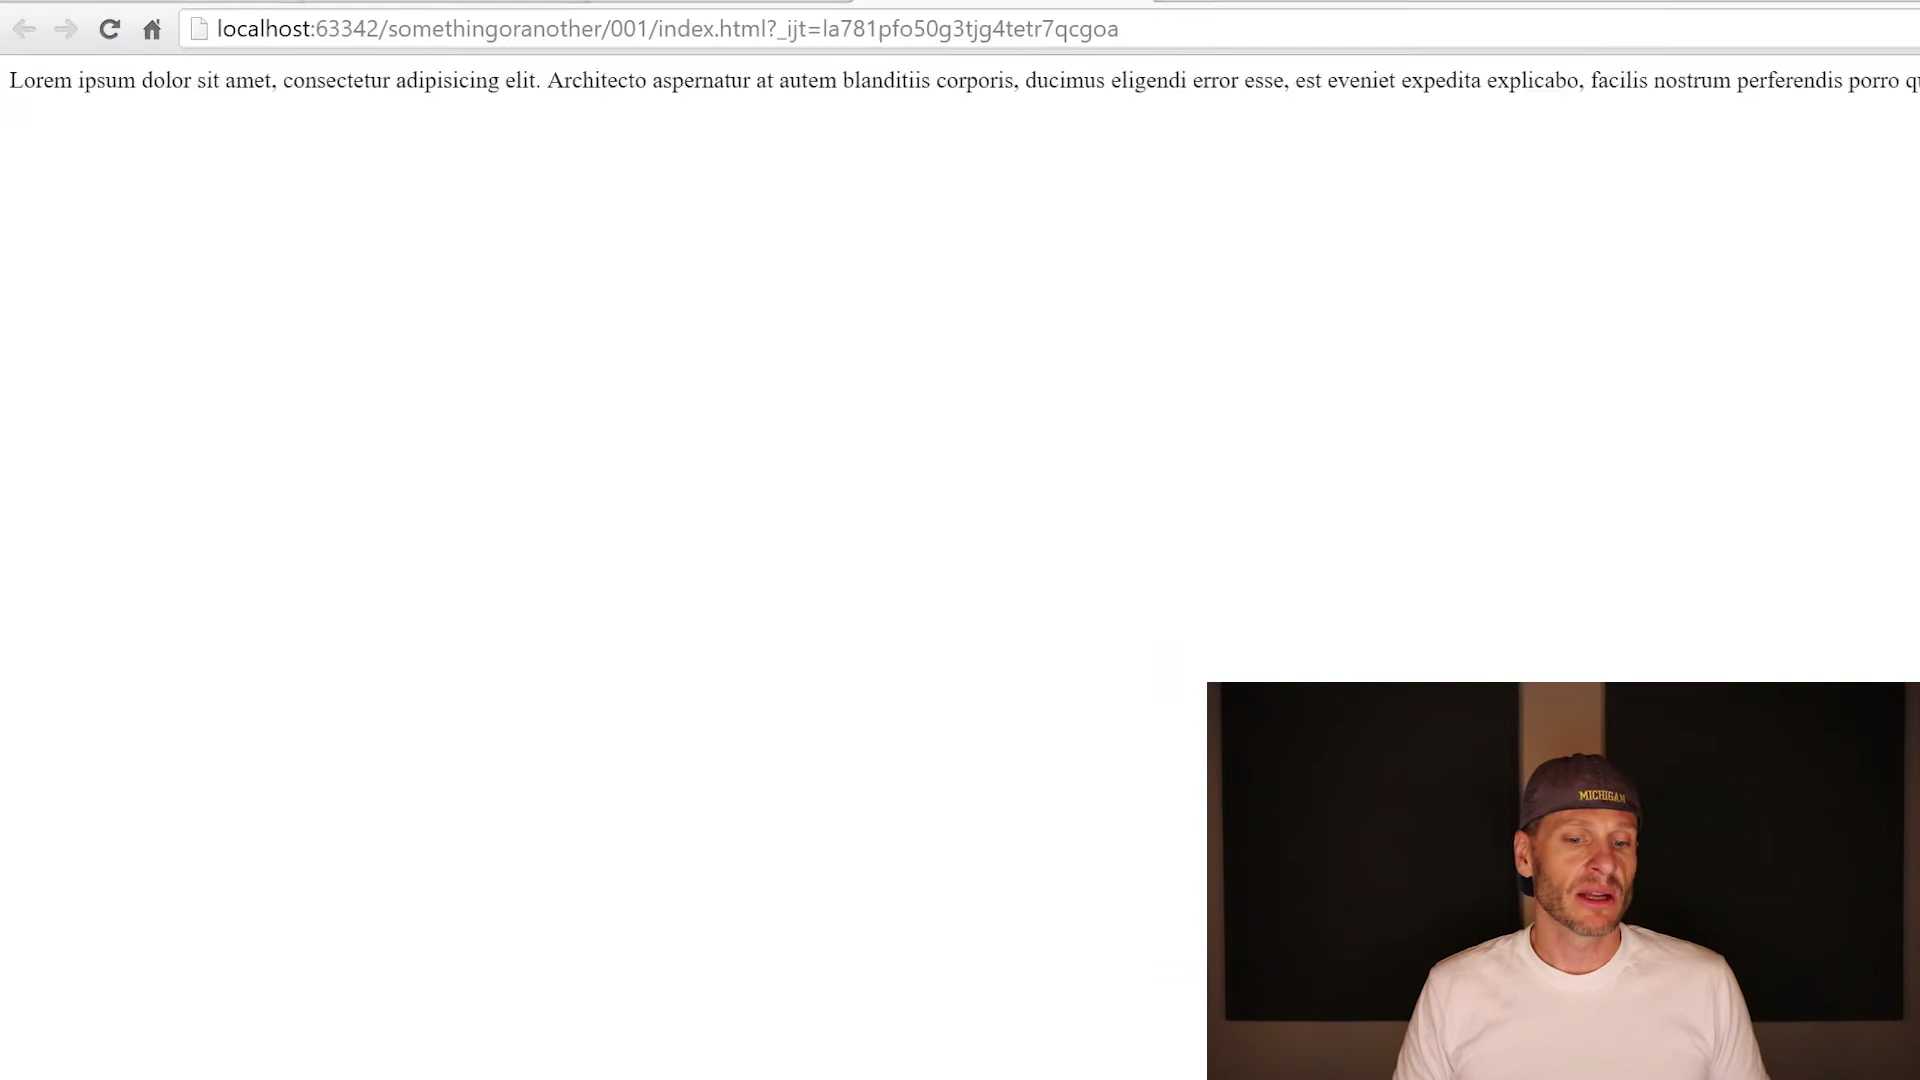 localhost:63342/somethingoranother/001/index.html?_ijt=la781pfo50g3tjg4tetr7qcgoa
Lorem ipsum dolor sit amet, consectetur adipisicing elit. Architecto aspernatur at autem blanditiis corporis, ducimus eligendi error esse, est eveniet expedita explicabo, facilis nostrum perferendis porro
MICHIGAN